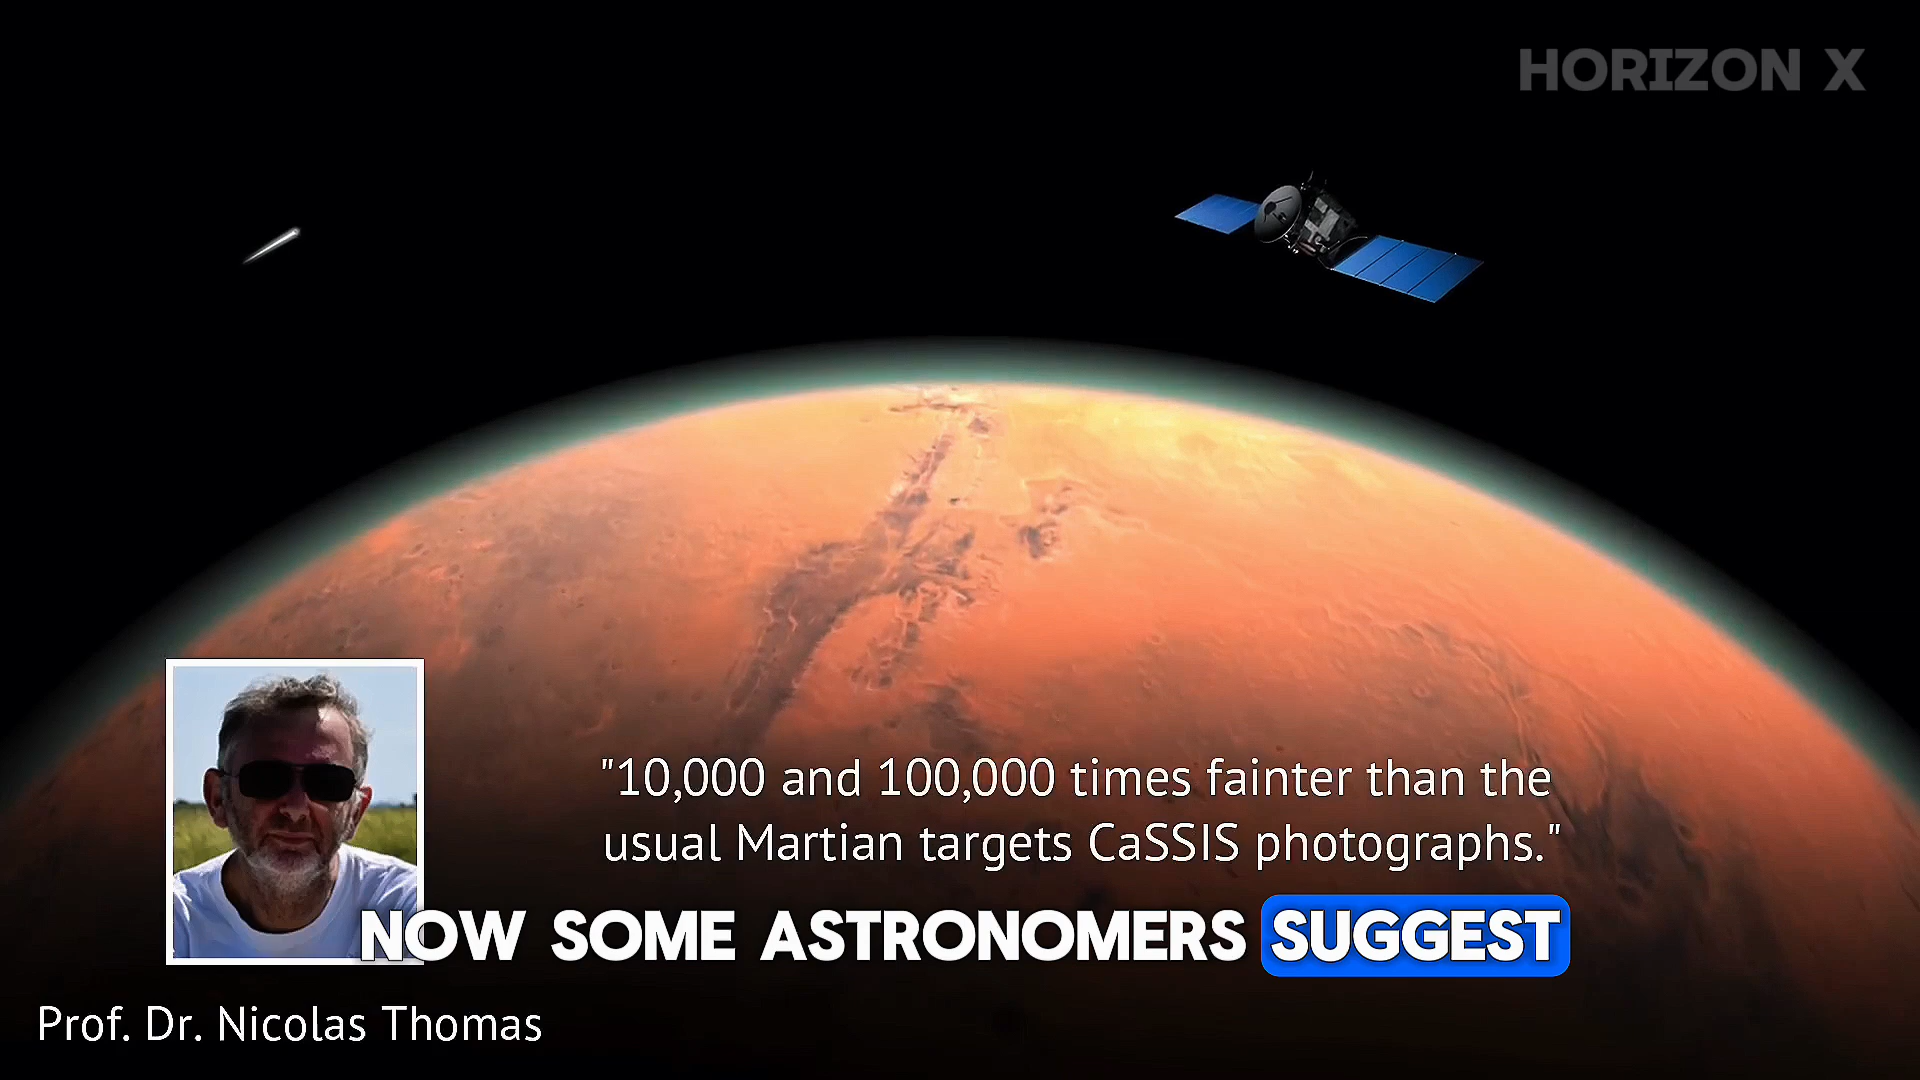 HORIZON X
"10,000 and 100,000 times fainter than the
usual Martian targets CaSSIS photographs."
NOW SOME ASTRONOMERS SUGGEST
Prof. Dr. Nicolas Thomas